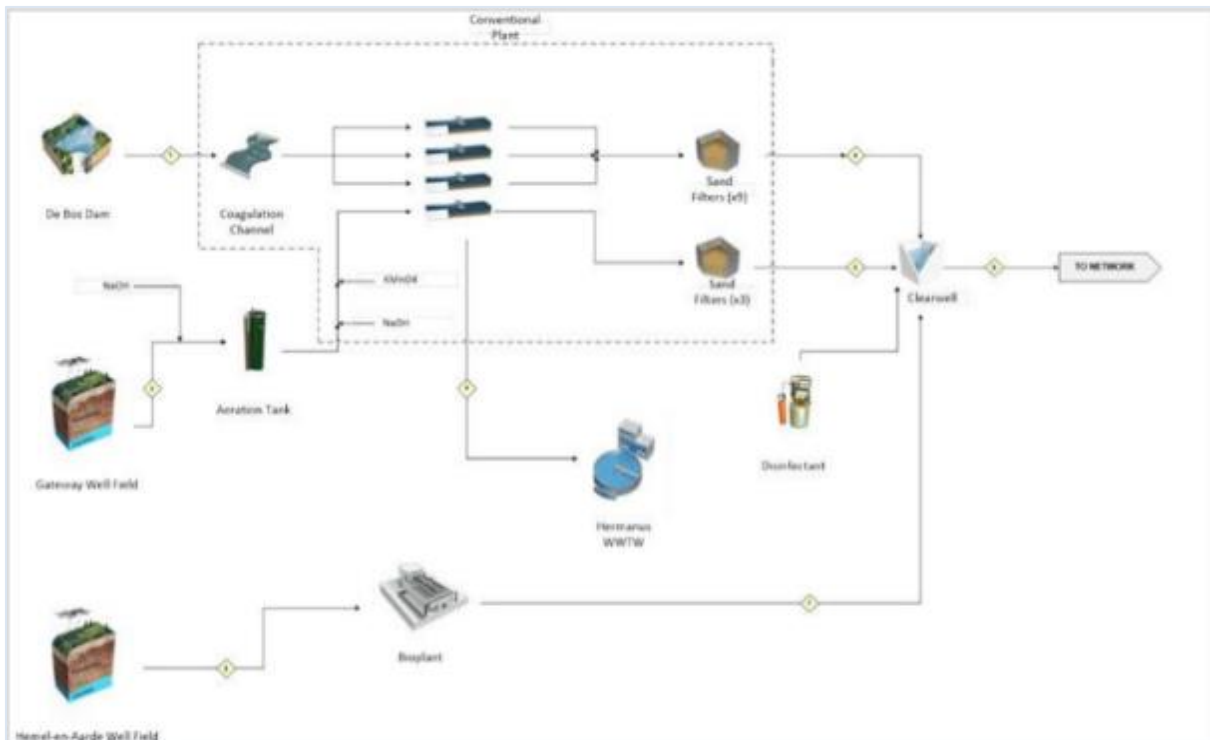 Conventional
Plant
De Bos Dam
Coagulation
Channel
Sand
Filters (x9)
Sand
Filters (x3)
Clearwell
TO NETWORK
NaOH
KMnO4
NaOH
Aeration Tank
Gateway Well Field
Disinfectant
Hermanus
WWTW
Bioplant
Hemel-en-Aarde Well Field